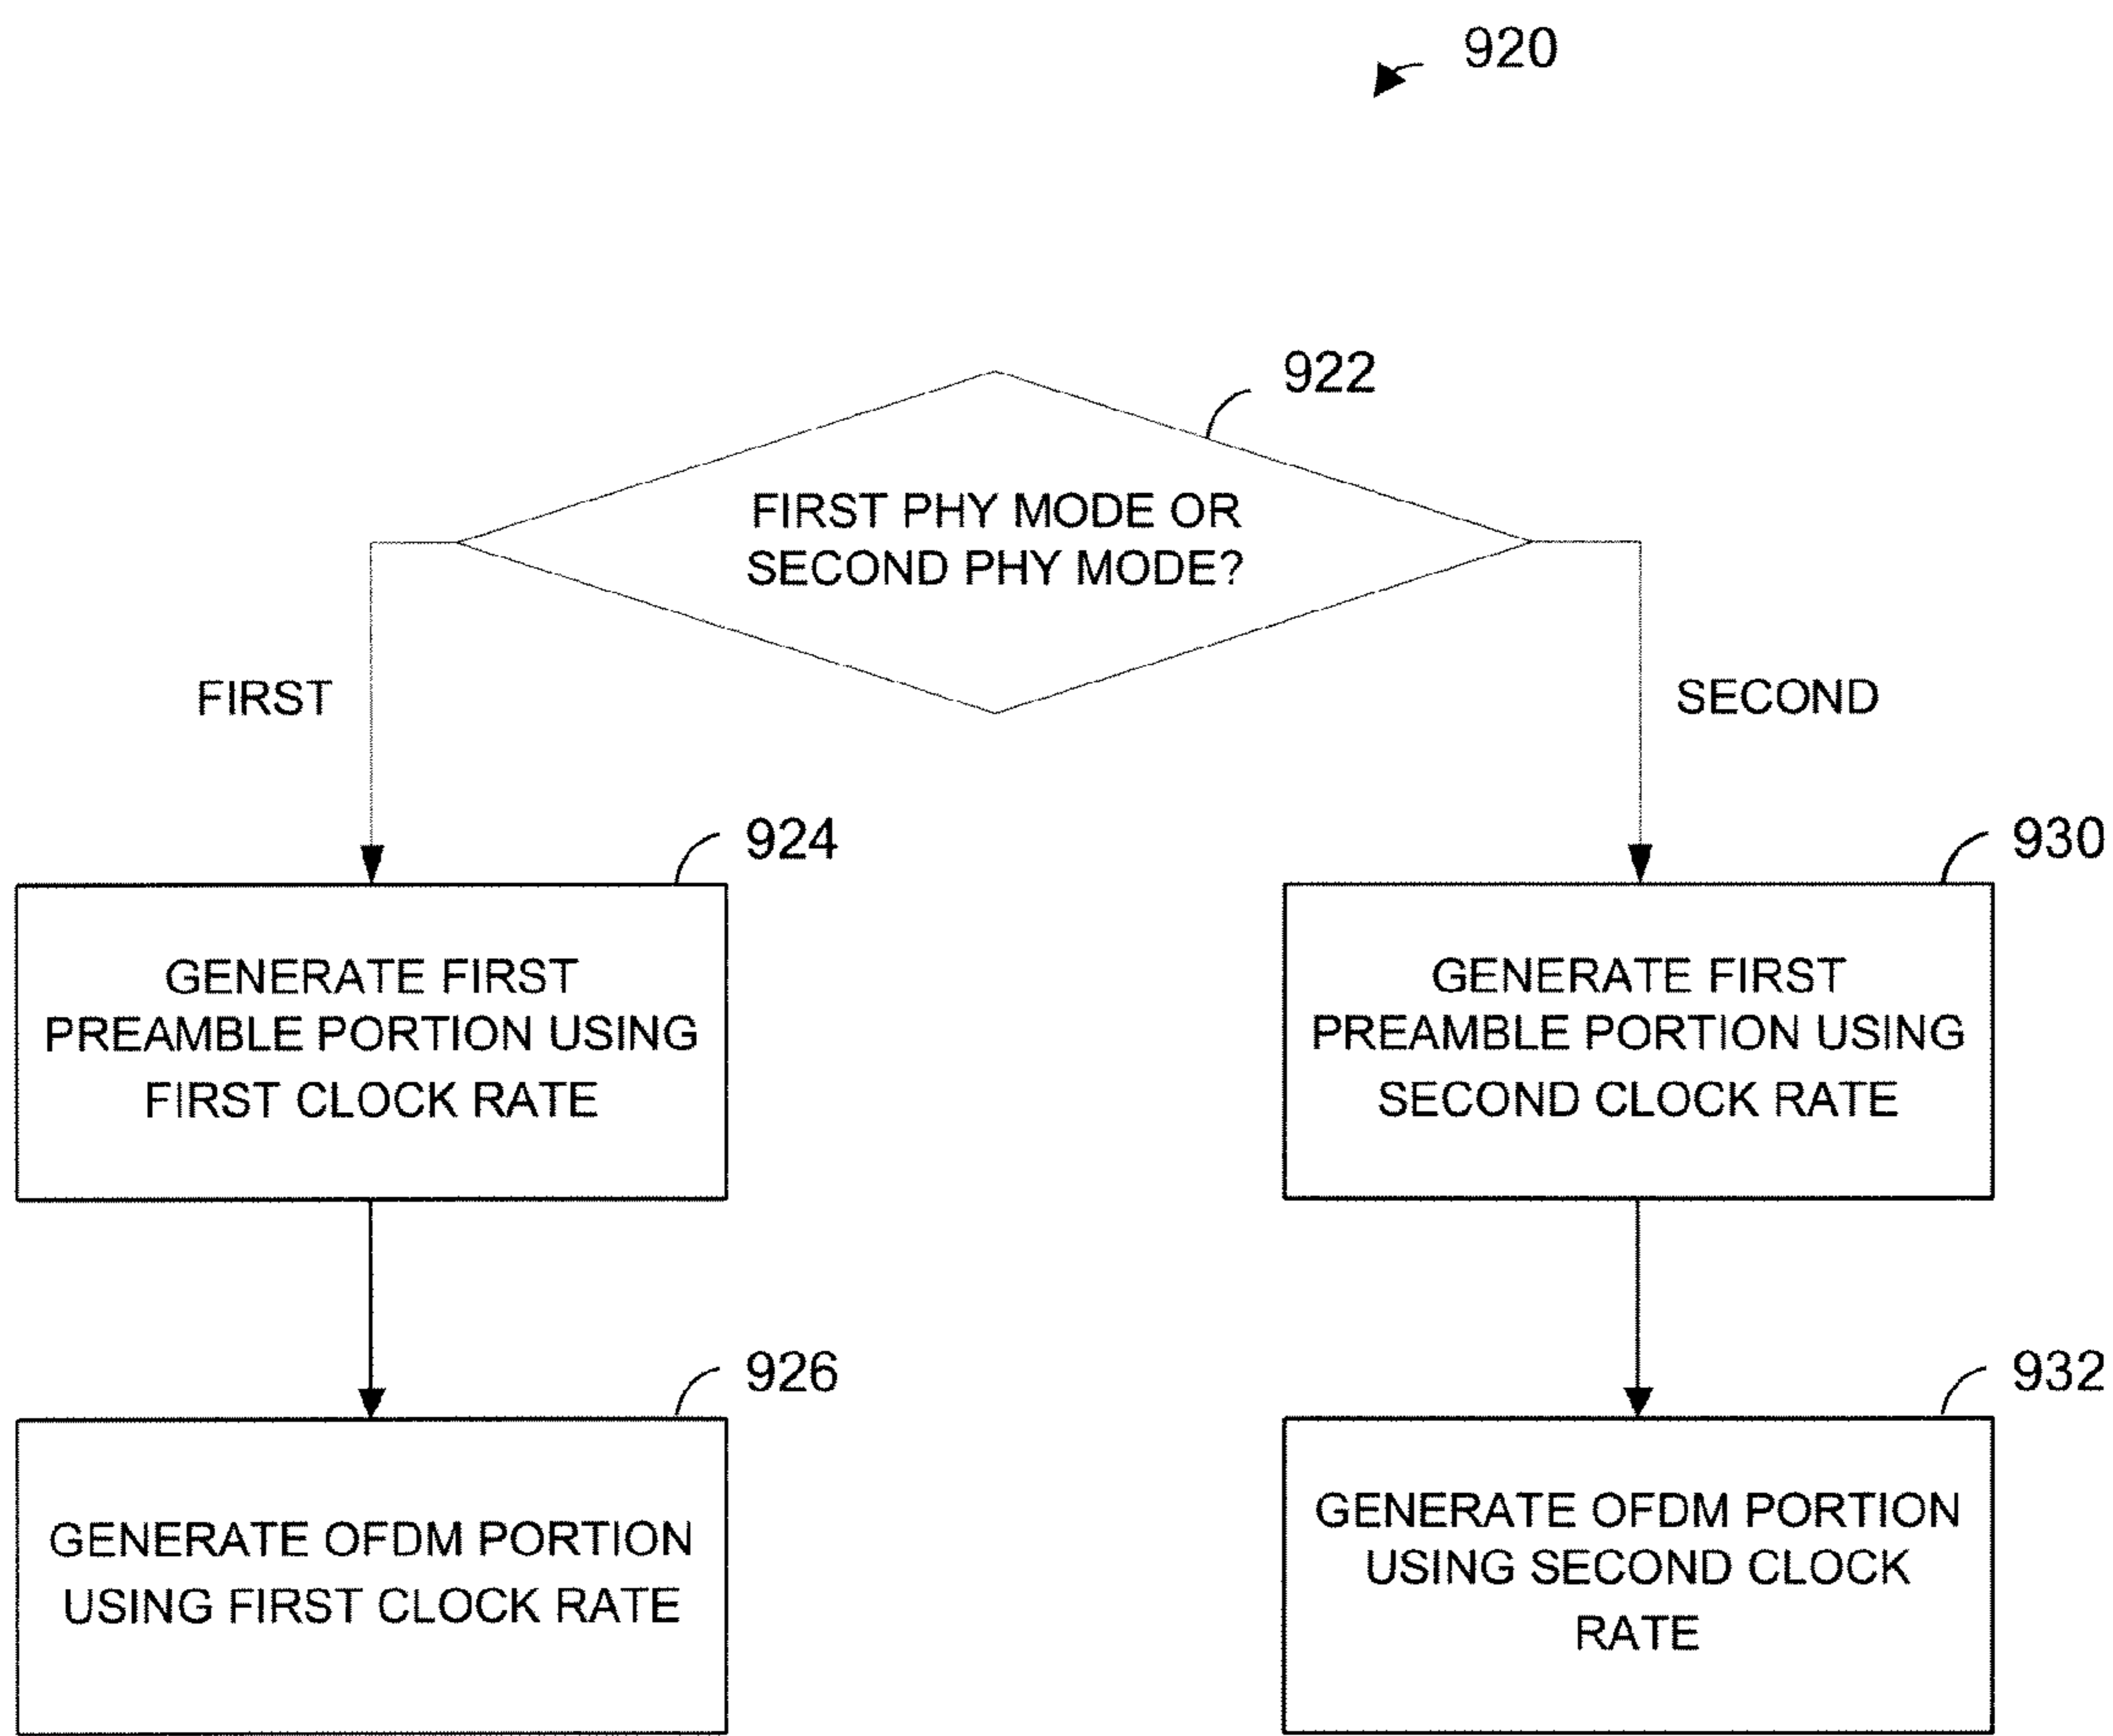 920
922
FIRST PHY MODE OR
SECOND PHY MODE?
FIRST
SECOND
924
930
GENERATE FIRST
PREAMBLE PORTION USING
FIRST CLOCK RATE
GENERATE FIRST
PREAMBLE PORTION USING
SECOND CLOCK RATE
926
932
GENERATE OFDM PORTION
USING FIRST CLOCK RATE
GENERATE OFDM PORTION
USING SECOND CLOCK
RATE